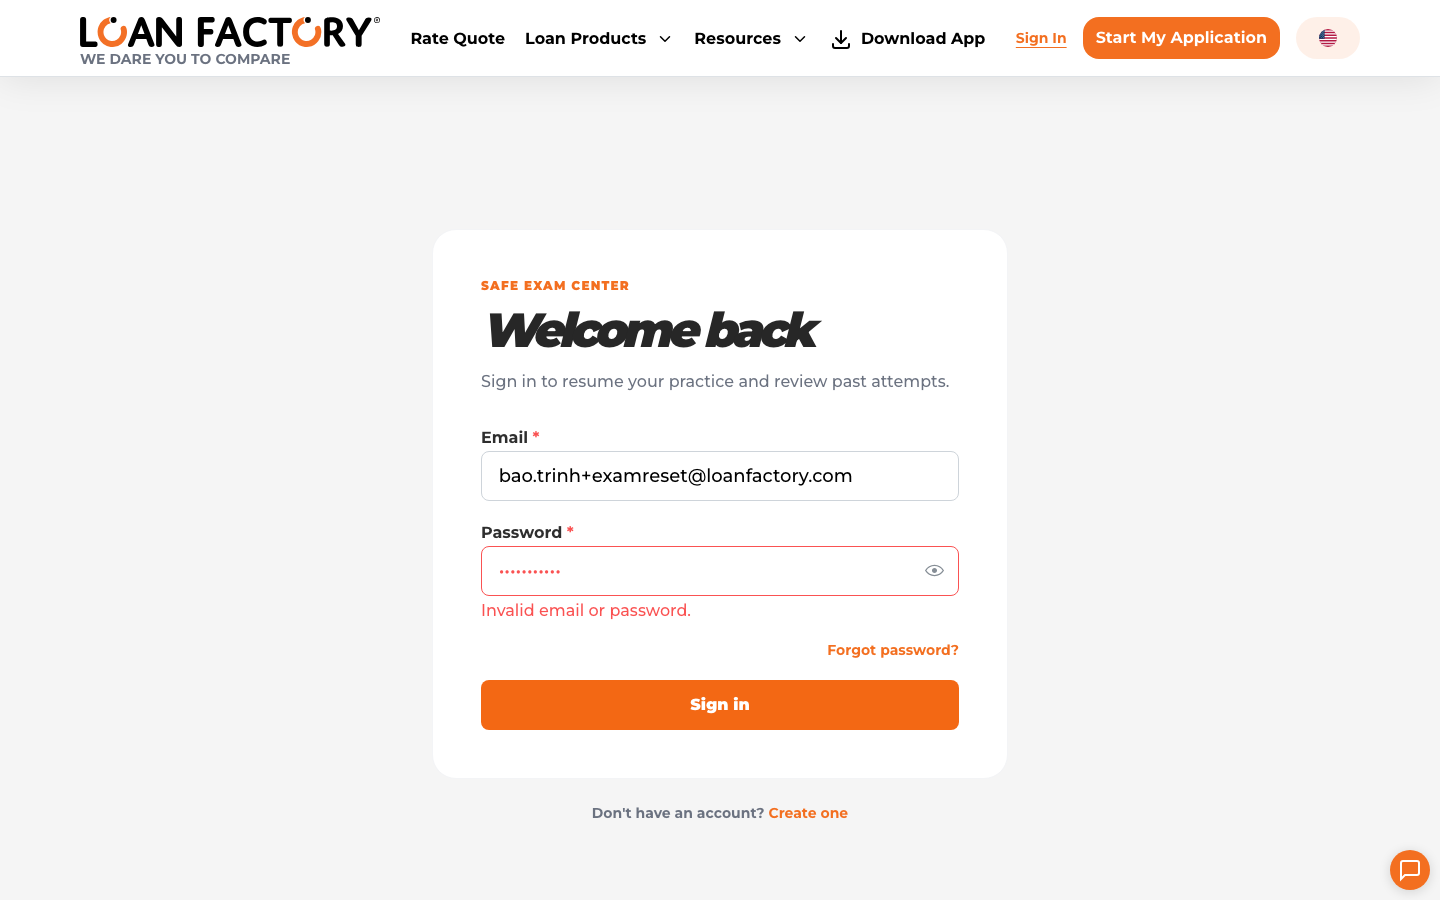 LOAN FACTORY®
WE DARE YOU TO COMPARE
Rate Quote
Loan Products
Resources
Download App
Sign In
Start My Application
SAFE EXAM CENTER
Welcome back
Sign in to resume your practice and review past attempts.
Email *
bao.trinh+examreset@loanfactory.com
Password *
•••••••••••
Invalid email or password.
Forgot password?
Sign in
Don't have an account? Create one